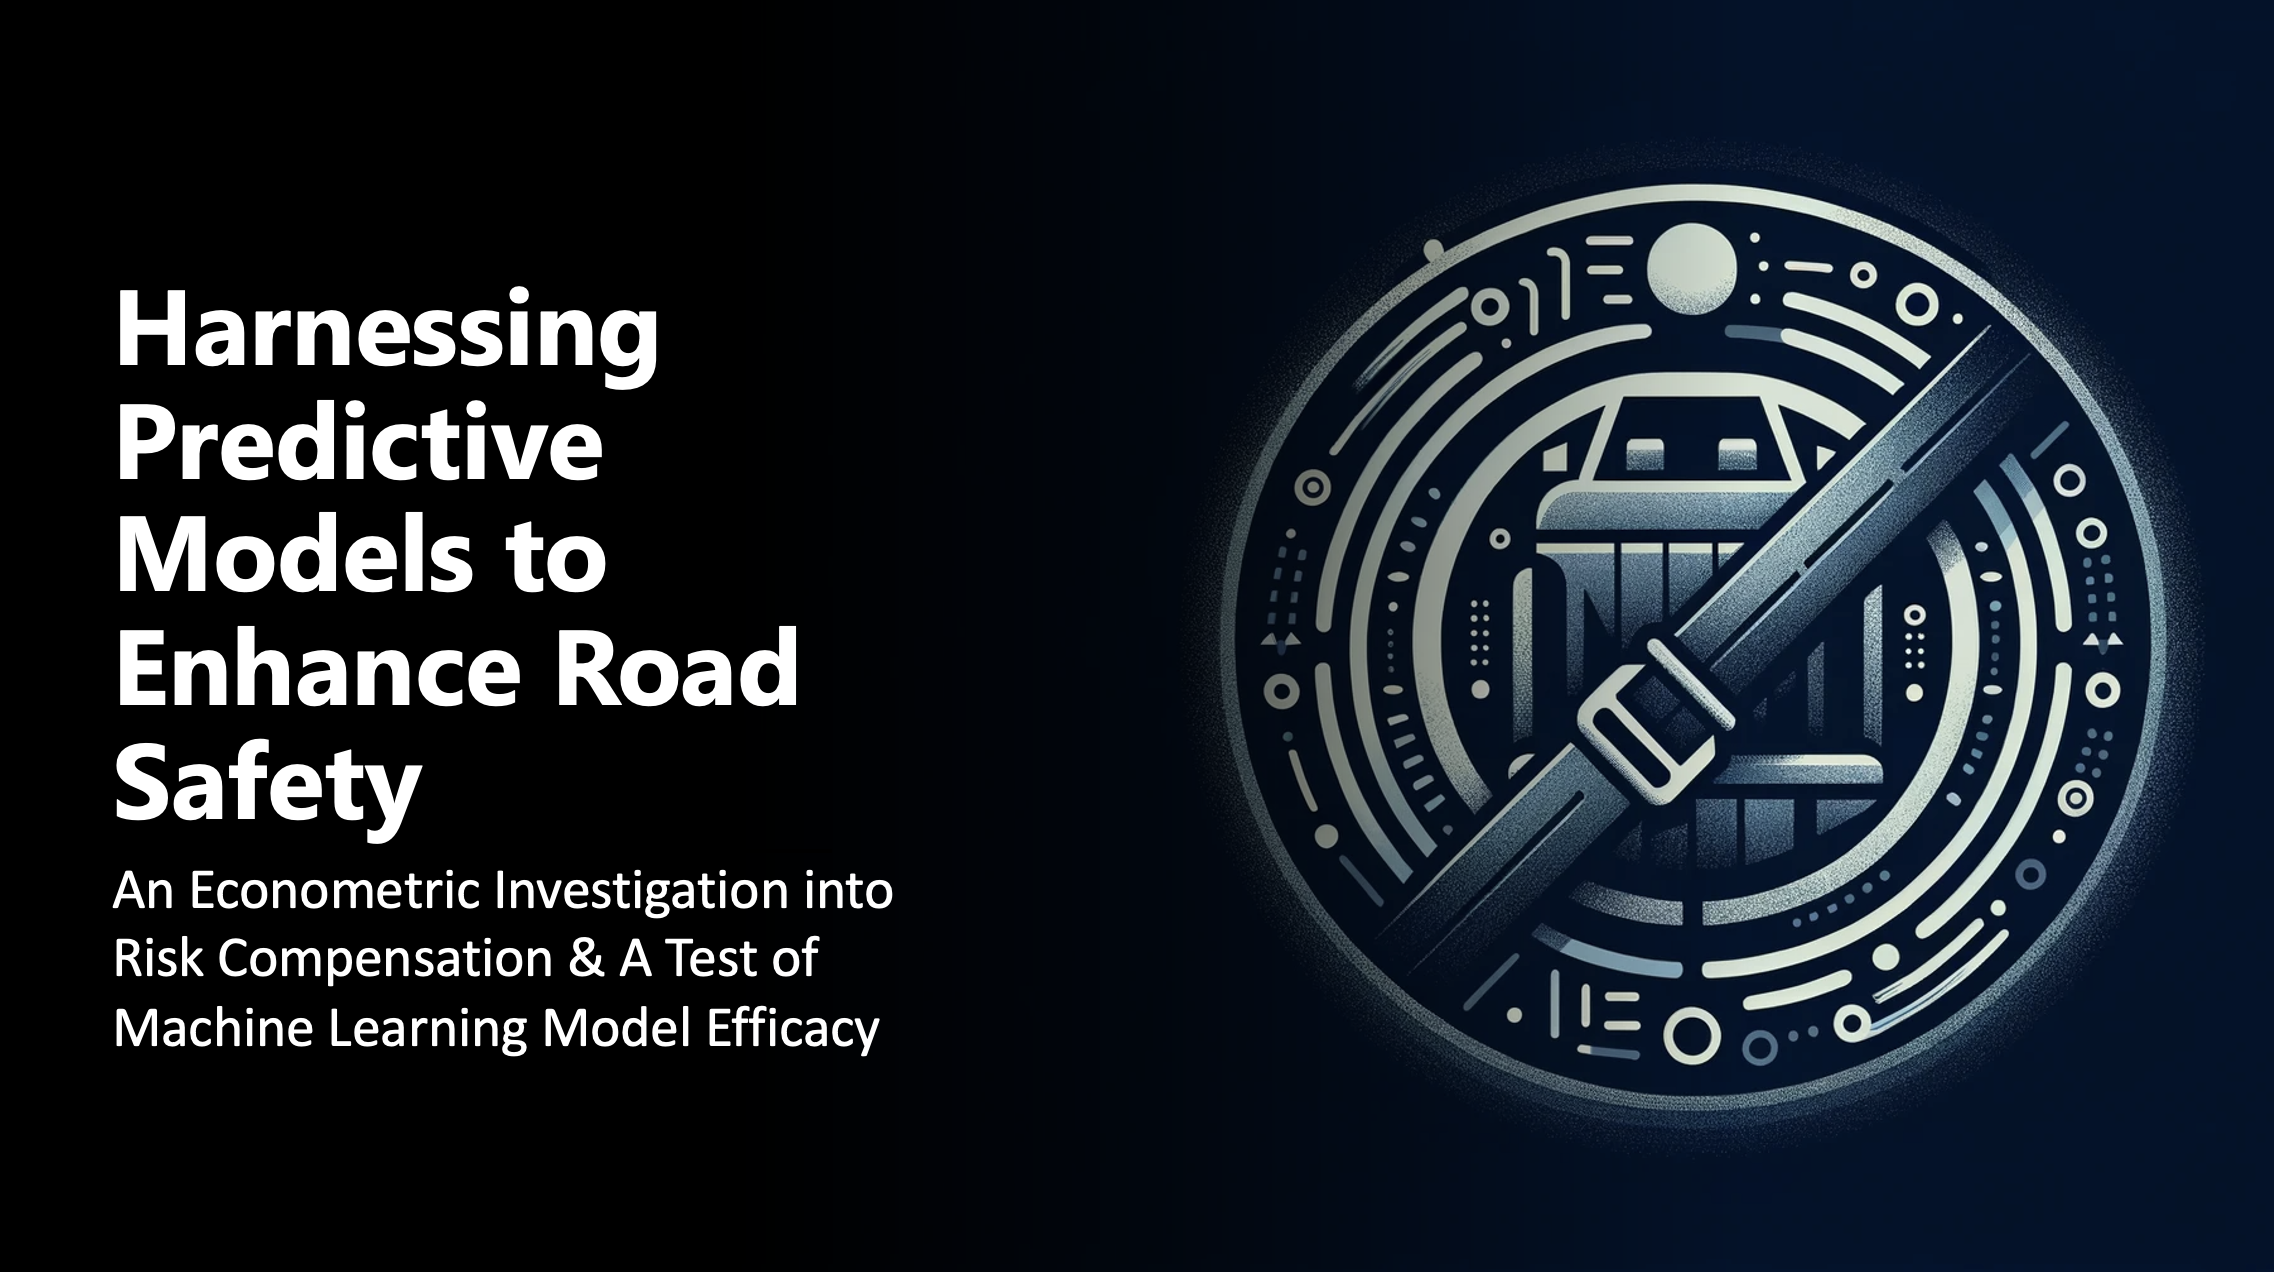 Harnessing
Predictive
Models to
Enhance Road
Safety
An Econometric Investigation into
Risk Compensation & A Test of
Machine Learning Model Efficacy